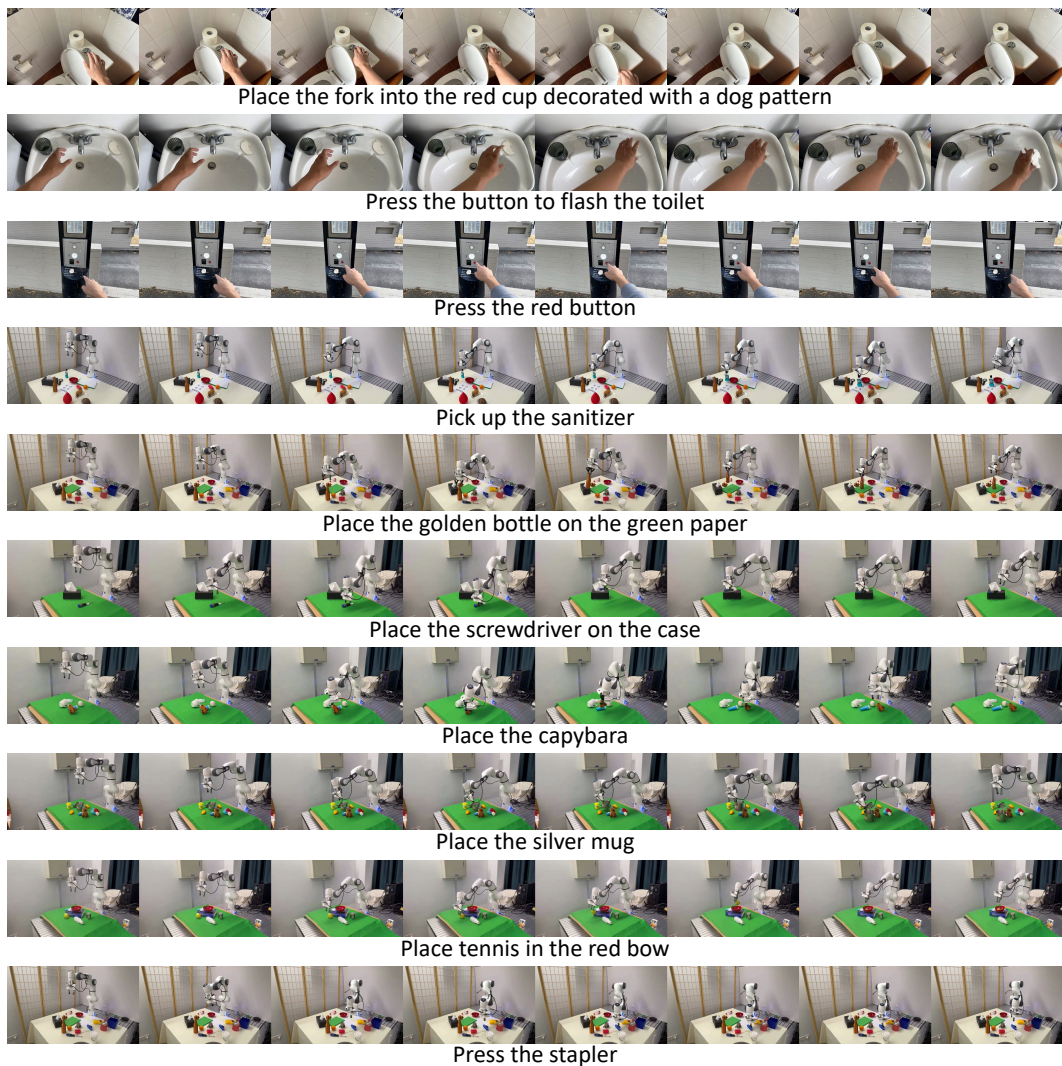 Place the fork into the red cup decorated with a dog pattern
Press the button to flash the toilet
Press the red button
Pick up the sanitizer
Place the golden bottle on the green paper
Place the screwdriver on the case
Place the capybara
Place the silver mug
Place tennis in the red bow
Press the stapler